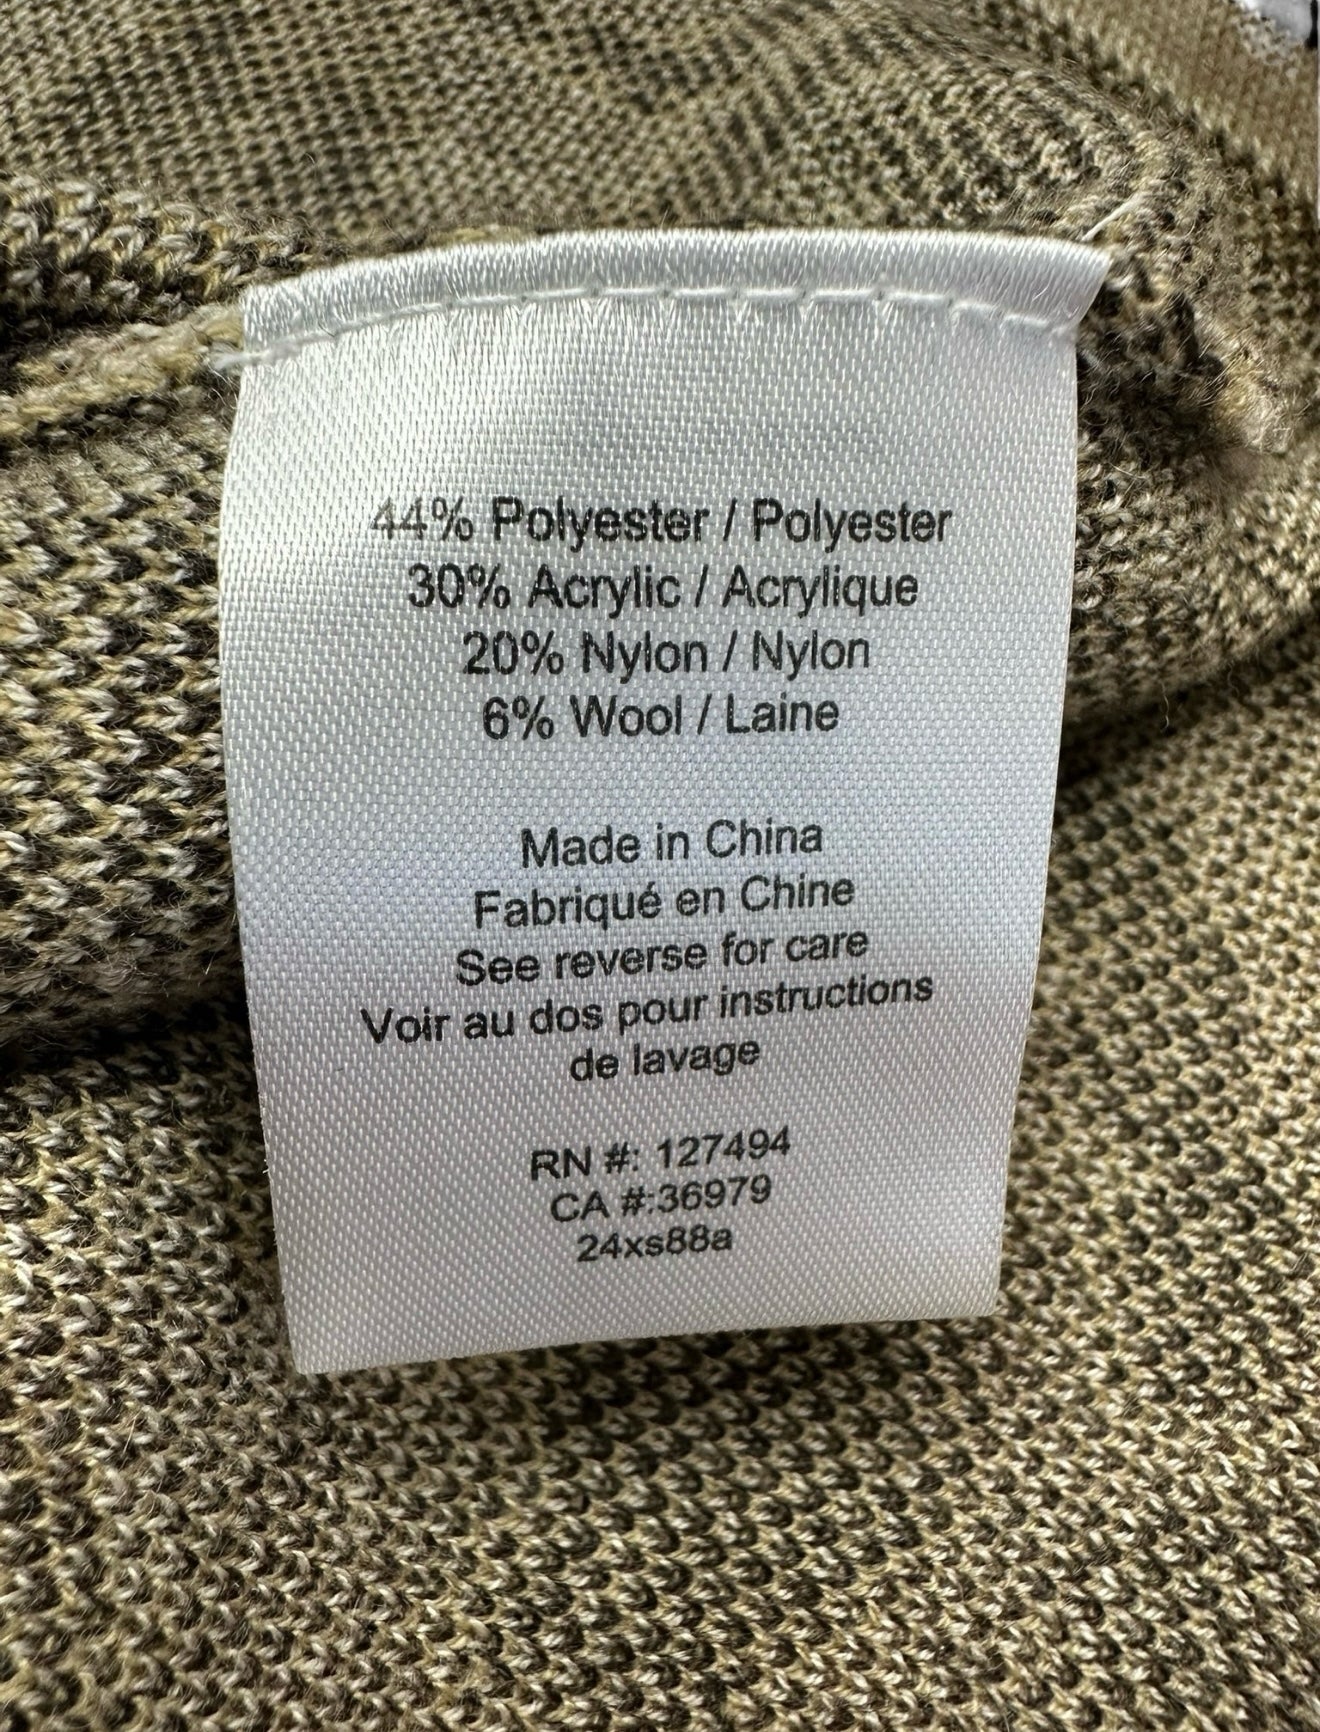 44% Polyester / Polyester
30% Acrylic / Acrylique
20% Nylon / Nylon
6% Wool / Laine
Made in China
Fabriqué en Chine
See reverse for care
Voir au dos pour instructions
de lavage
RN #: 127494
CA #:36979
24xs88a